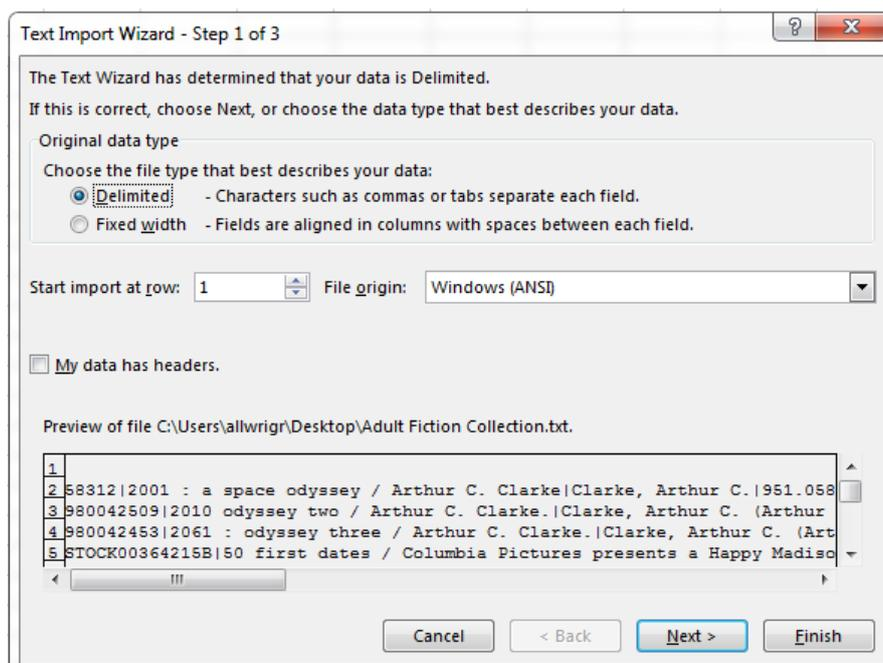 Text Import Wizard - Step 1 of 3
The Text Wizard has determined that your data is Delimited.
If this is correct, choose Next, or choose the data type that best describes your data.
Original data type
Choose the file type that best describes your data:
Delimited - Characters such as commas or tabs separate each field.
Fixed width - Fields are aligned in columns with spaces between each field.
Start import at row: 1 File origin: Windows (ANSI)
My data has headers.
Preview of file C:\Users\allwrigr\Desktop\Adult Fiction Collection.txt.
1
2 58312|2001 : a space odyssey / Arthur C. Clarke|Clarke, Arthur C.|951.058
3 980042509|2010 odyssey two / Arthur C. Clarke.|Clarke, Arthur C. (Arthur
4 980042453|2061 : odyssey three / Arthur C. Clarke.|Clarke, Arthur C. (Art
5 STOCK00364215B|50 first dates / Columbia Pictures presents a Happy Madiso
Cancel < Back Next > Finish